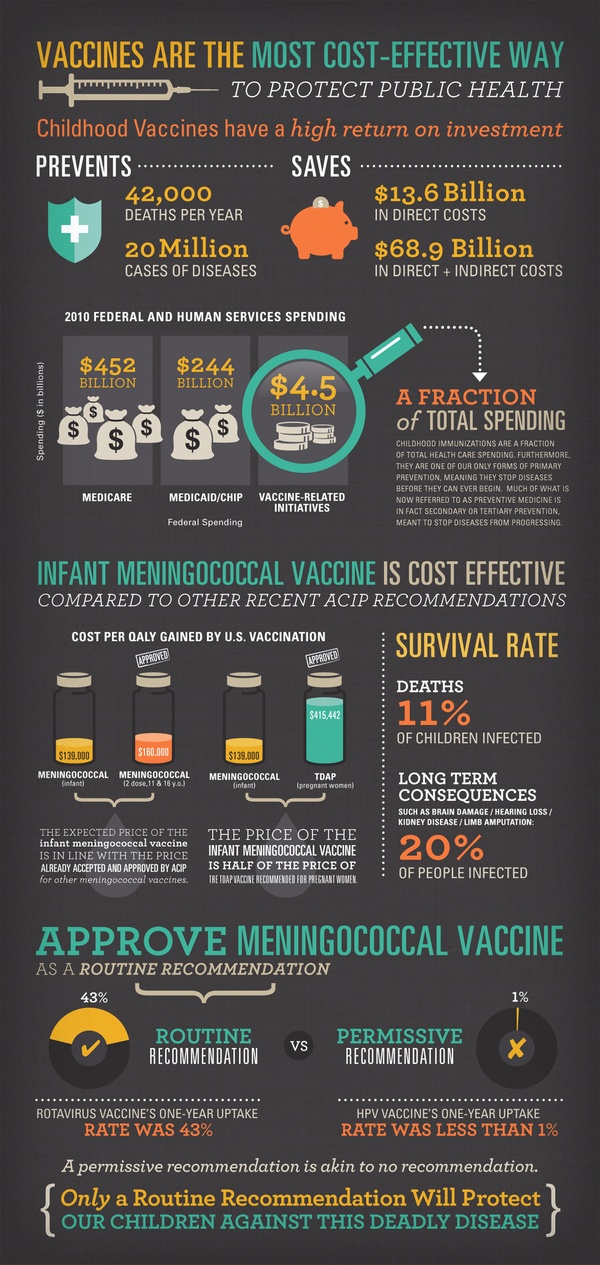 VACCINES ARE THE MOST COST-EFFECTIVE WAY
TO PROTECT PUBLIC HEALTH
Childhood Vaccines have a high return on investment
PREVENTS
42,000
DEATHS PER YEAR
20 Million
CASES OF DISEASES
SAVES
$13.6 Billion
IN DIRECT COSTS
$68.9 Billion
IN DIRECT + INDIRECT COSTS
2010 FEDERAL AND HUMAN SERVICES SPENDING
Spending ($ in billions)
$452
BILLION
$
$
$
$
MEDICARE
$244
BILLION
$
$
MEDICAID/CHIP
$4.5
BILLION
VACCINE-RELATED
INITIATIVES
Federal Spending
A FRACTION
of TOTAL SPENDING
CHILDHOOD IMMUNIZATIONS ARE A FRACTION
OF TOTAL HEALTH CARE SPENDING. FURTHERMORE,
THEY ARE ONE OF OUR ONLY FORMS OF PRIMARY
PREVENTION, MEANING THEY STOP DISEASES
BEFORE THEY CAN EVER BEGIN. MUCH OF WHAT IS
NOW REFERRED TO AS PREVENTIVE MEDICINE IS
IN FACT SECONDARY OR TERTIARY PREVENTION,
MEANT TO STOP DISEASES FROM PROGRESSING.
INFANT MENINGOCOCCAL VACCINE IS COST EFFECTIVE
COMPARED TO OTHER RECENT ACIP RECOMMENDATIONS
COST PER QALY GAINED BY U.S. VACCINATION
$139,000
MENINGOCOCCAL
(infant)
APPROVED
$160,000
MENINGOCOCCAL
(2 dose,11 & 16 y.o.)
$139,000
MENINGOCOCCAL
(infant)
APPROVED
$415,442
TDAP
(pregnant women)
THE EXPECTED PRICE OF THE
infant meningococcal vaccine
IS IN LINE WITH THE PRICE
ALREADY ACCEPTED AND APPROVED BY ACIP
for other meningococcal vaccines.
THE PRICE OF THE
INFANT MENINGOCOCCAL VACCINE
IS HALF OF THE PRICE OF
THE TDAP VACCINE RECOMMENDED FOR PREGNANT WOMEN.
SURVIVAL RATE
DEATHS
11%
OF CHILDREN INFECTED
LONG TERM
CONSEQUENCES
SUCH AS BRAIN DAMAGE / HEARING LOSS /
KIDNEY DISEASE / LIMB AMPUTATION:
20%
OF PEOPLE INFECTED
APPROVE MENINGOCOCCAL VACCINE
AS A ROUTINE RECOMMENDATION
43%
ROUTINE
RECOMMENDATION
VS
PERMISSIVE
RECOMMENDATION
1%
ROTAVIRUS VACCINE'S ONE-YEAR UPTAKE
RATE WAS 43%
HPV VACCINE'S ONE-YEAR UPTAKE
RATE WAS LESS THAN 1%
A permissive recommendation is akin to no recommendation.
Only a Routine Recommendation Will Protect
OUR CHILDREN AGAINST THIS DEADLY DISEASE